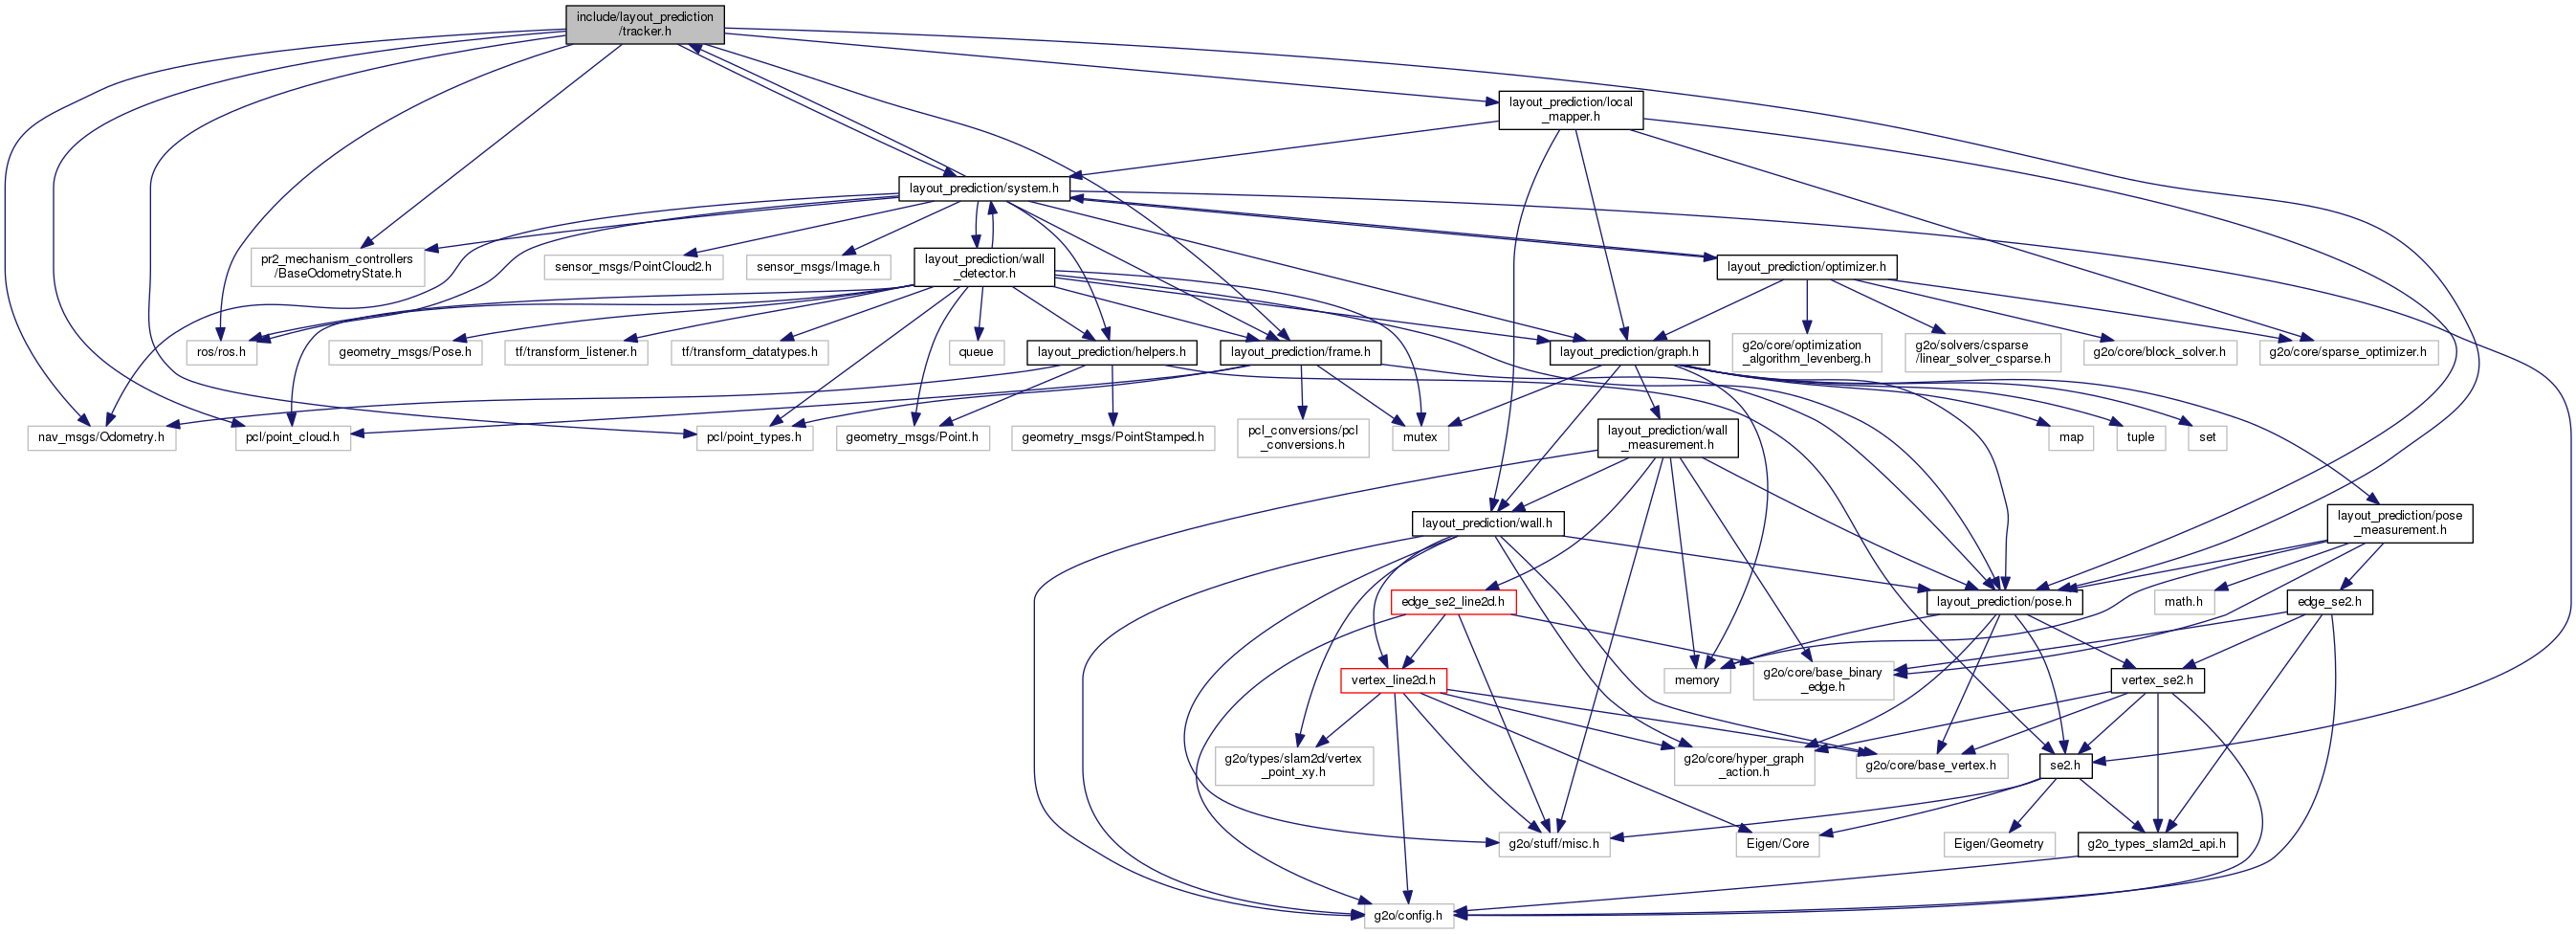 include/layout_prediction
/tracker.h
layout_prediction/local
_mapper.h
layout_prediction/system.h
pr2_mechanism_controllers
/BaseOdometryState.h
sensor_msgs/PointCloud2.h
sensor_msgs/Image.h
layout_prediction/wall
_detector.h
layout_prediction/optimizer.h
ros/ros.h
geometry_msgs/Pose.h
tf/transform_listener.h
tf/transform_datatypes.h
queue
layout_prediction/helpers.h
layout_prediction/frame.h
layout_prediction/graph.h
g2o/core/optimization
_algorithm_levenberg.h
g2o/solvers/csparse
/linear_solver_csparse.h
g2o/core/block_solver.h
g2o/core/sparse_optimizer.h
nav_msgs/Odometry.h
pcl/point_cloud.h
pcl/point_types.h
geometry_msgs/Point.h
geometry_msgs/PointStamped.h
pcl_conversions/pcl
_conversions.h
mutex
layout_prediction/wall
_measurement.h
map
tuple
set
layout_prediction/wall.h
layout_prediction/pose
_measurement.h
edge_se2_line2d.h
layout_prediction/pose.h
math.h
edge_se2.h
vertex_line2d.h
memory
g2o/core/base_binary
_edge.h
vertex_se2.h
g2o/types/slam2d/vertex
_point_xy.h
g2o/core/hyper_graph
_action.h
g2o/core/base_vertex.h
se2.h
g2o/stuff/misc.h
Eigen/Core
Eigen/Geometry
g2o_types_slam2d_api.h
g2o/config.h